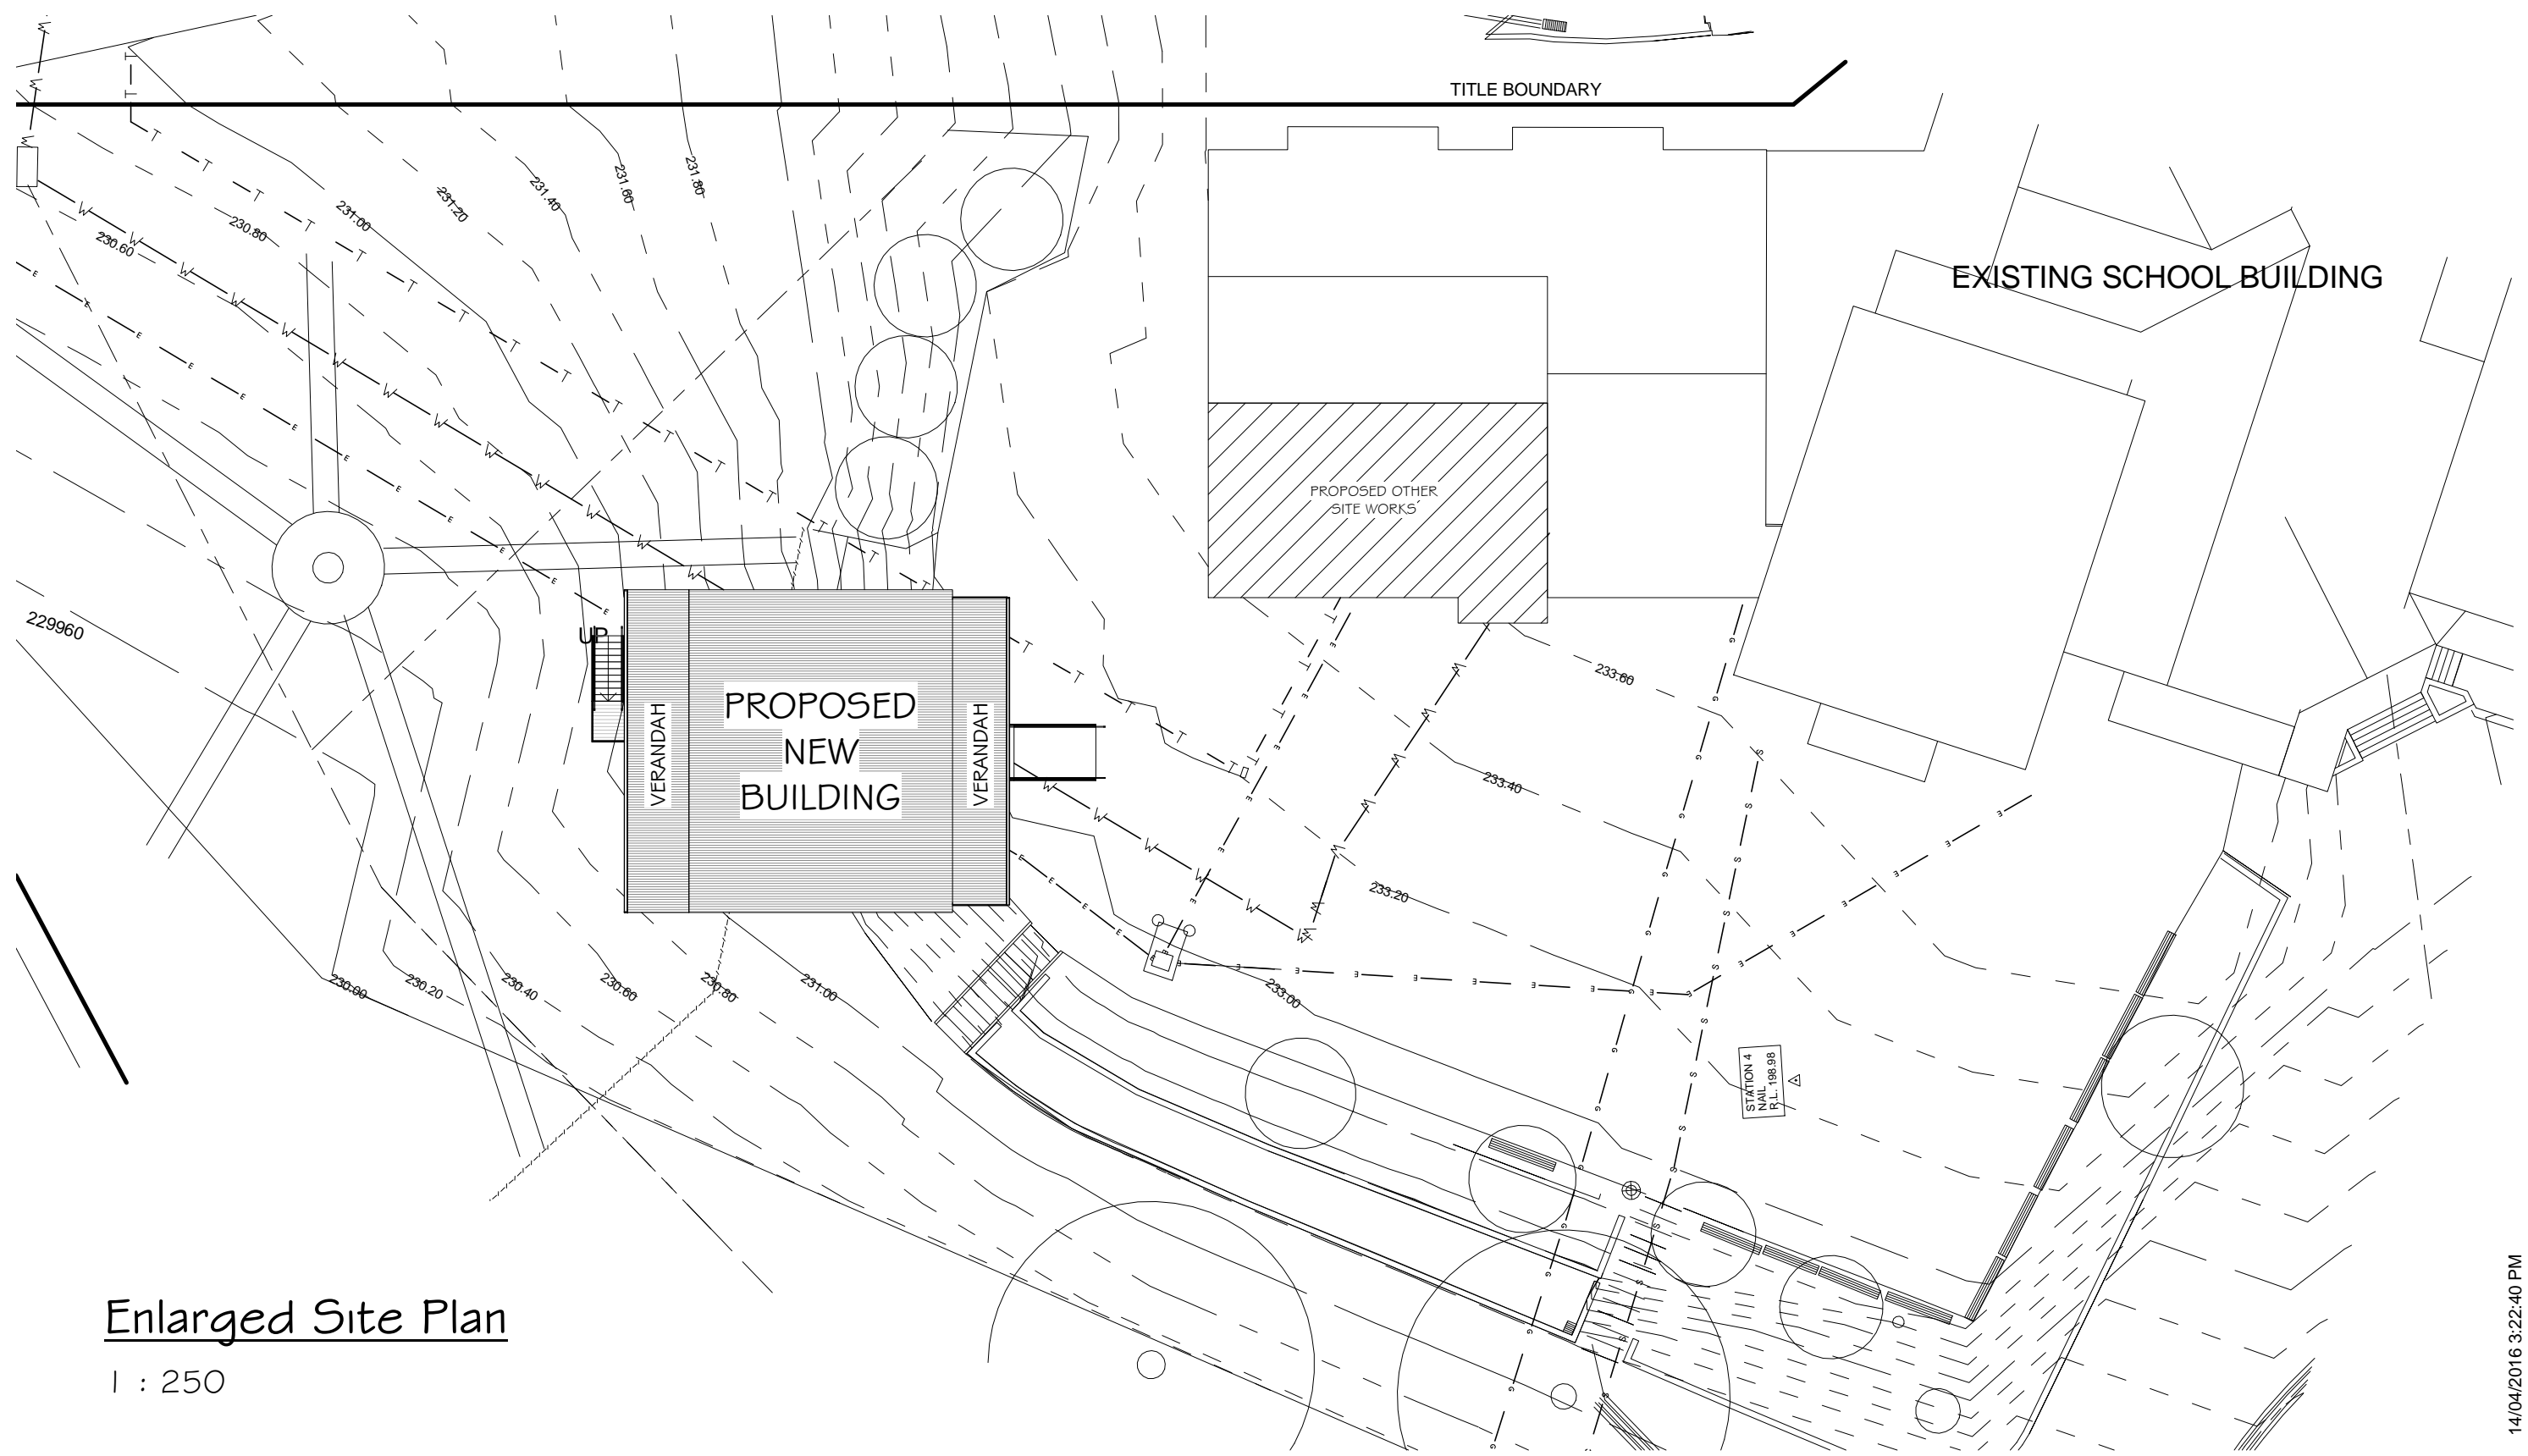 TITLE BOUNDARY
231.80
231.60
231.40
231.20
231.00
230.80
230.60
EXISTING SCHOOL BUILDING
PROPOSED OTHER
SITE WORKS
229960
UP
VERANDAH
PROPOSED
NEW
BUILDING
VERANDAH
233.60
233.40
233.20
233.00
230.00
230.20
230.40
230.60
230.80
231.00
STATION 4
NAIL
R.L. 198.98
Enlarged Site Plan
1 : 250
14/04/2016 3:22:40 PM